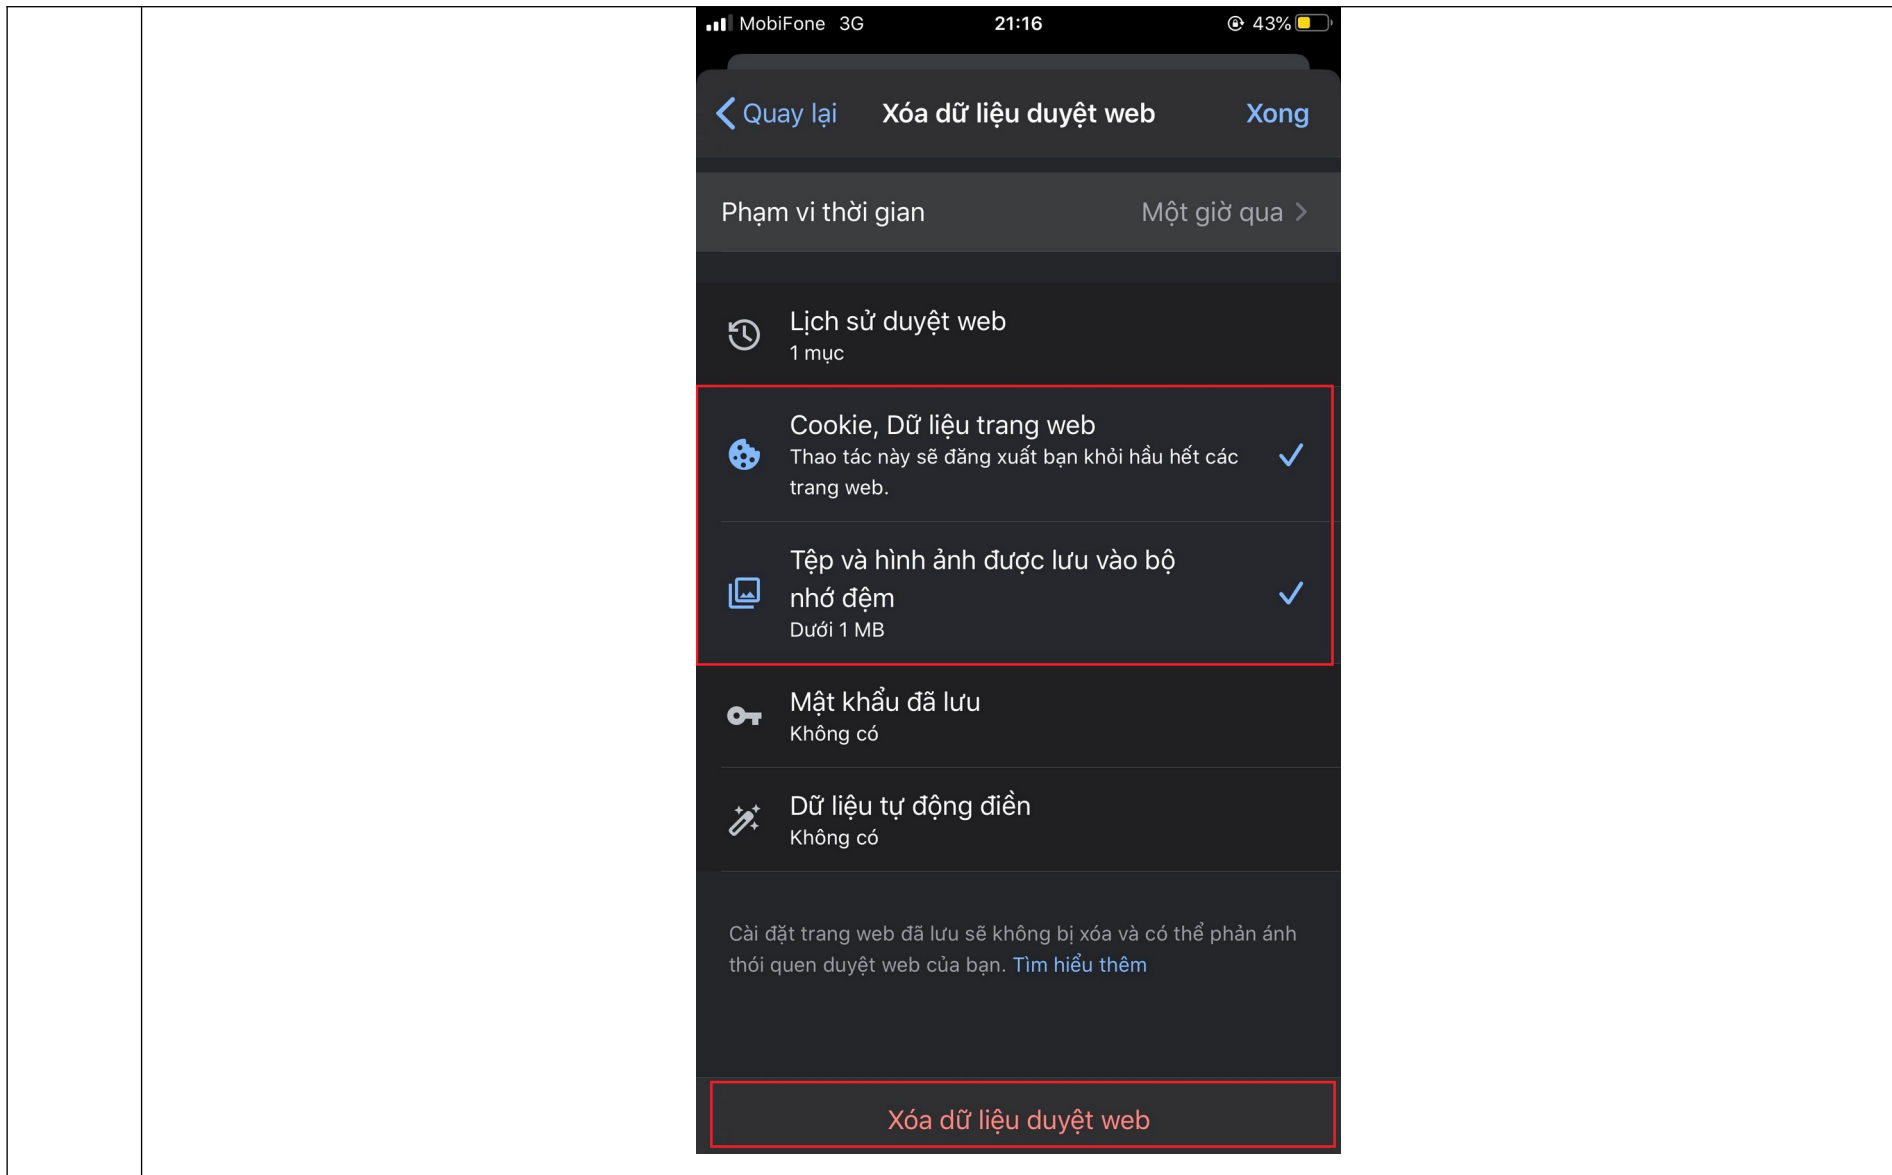 MobiFone 3G 21:16 43%
Quay lại Xóa dữ liệu duyệt web Xong
Phạm vi thời gian Một giờ qua
Lịch sử duyệt web
1 mục
Cookie, Dữ liệu trang web
Thao tác này sẽ đăng xuất bạn khỏi hầu hết các
trang web.
Tệp và hình ảnh được lưu vào bộ
nhớ đệm
Dưới 1 MB
Mật khẩu đã lưu
Không có
Dữ liệu tự động điền
Không có
Cài đặt trang web đã lưu sẽ không bị xóa và có thể phản ánh
thói quen duyệt web của bạn. Tìm hiểu thêm
Xóa dữ liệu duyệt web